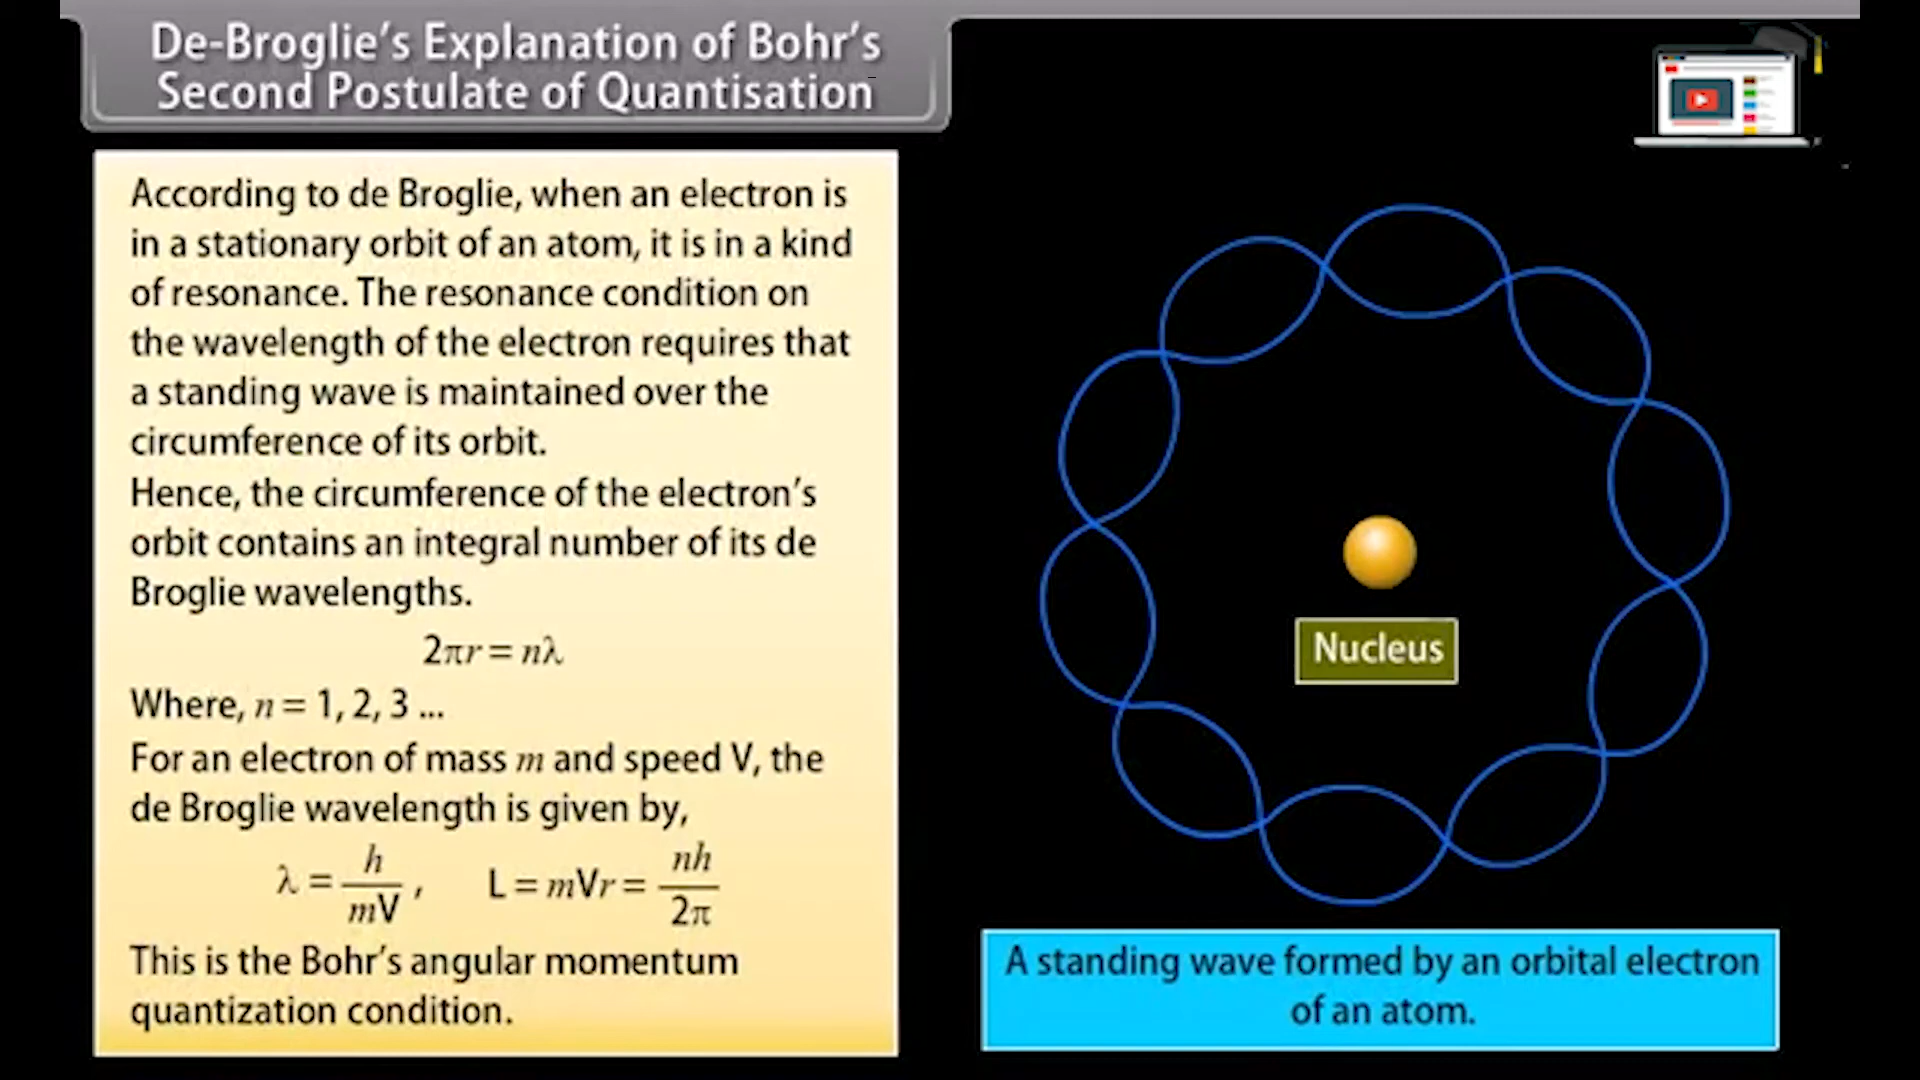 De-Broglie's Explanation of Bohr's
Second Postulate of Quantisation
According to de Broglie, when an electron is
in a stationary orbit of an atom, it is in a kind
of resonance. The resonance condition on
the wavelength of the electron requires that
a standing wave is maintained over the
circumference of its orbit.
Hence, the circumference of the electron's
orbit contains an integral number of its de
Broglie wavelengths.
2πr = nλ
Where, n = 1, 2, 3 ...
For an electron of mass m and speed V, the
de Broglie wavelength is given by,
λ = h/mV, L = mVr = nh/2π
This is the Bohr's angular momentum
quantization condition.
Nucleus
A standing wave formed by an orbital electron
of an atom.